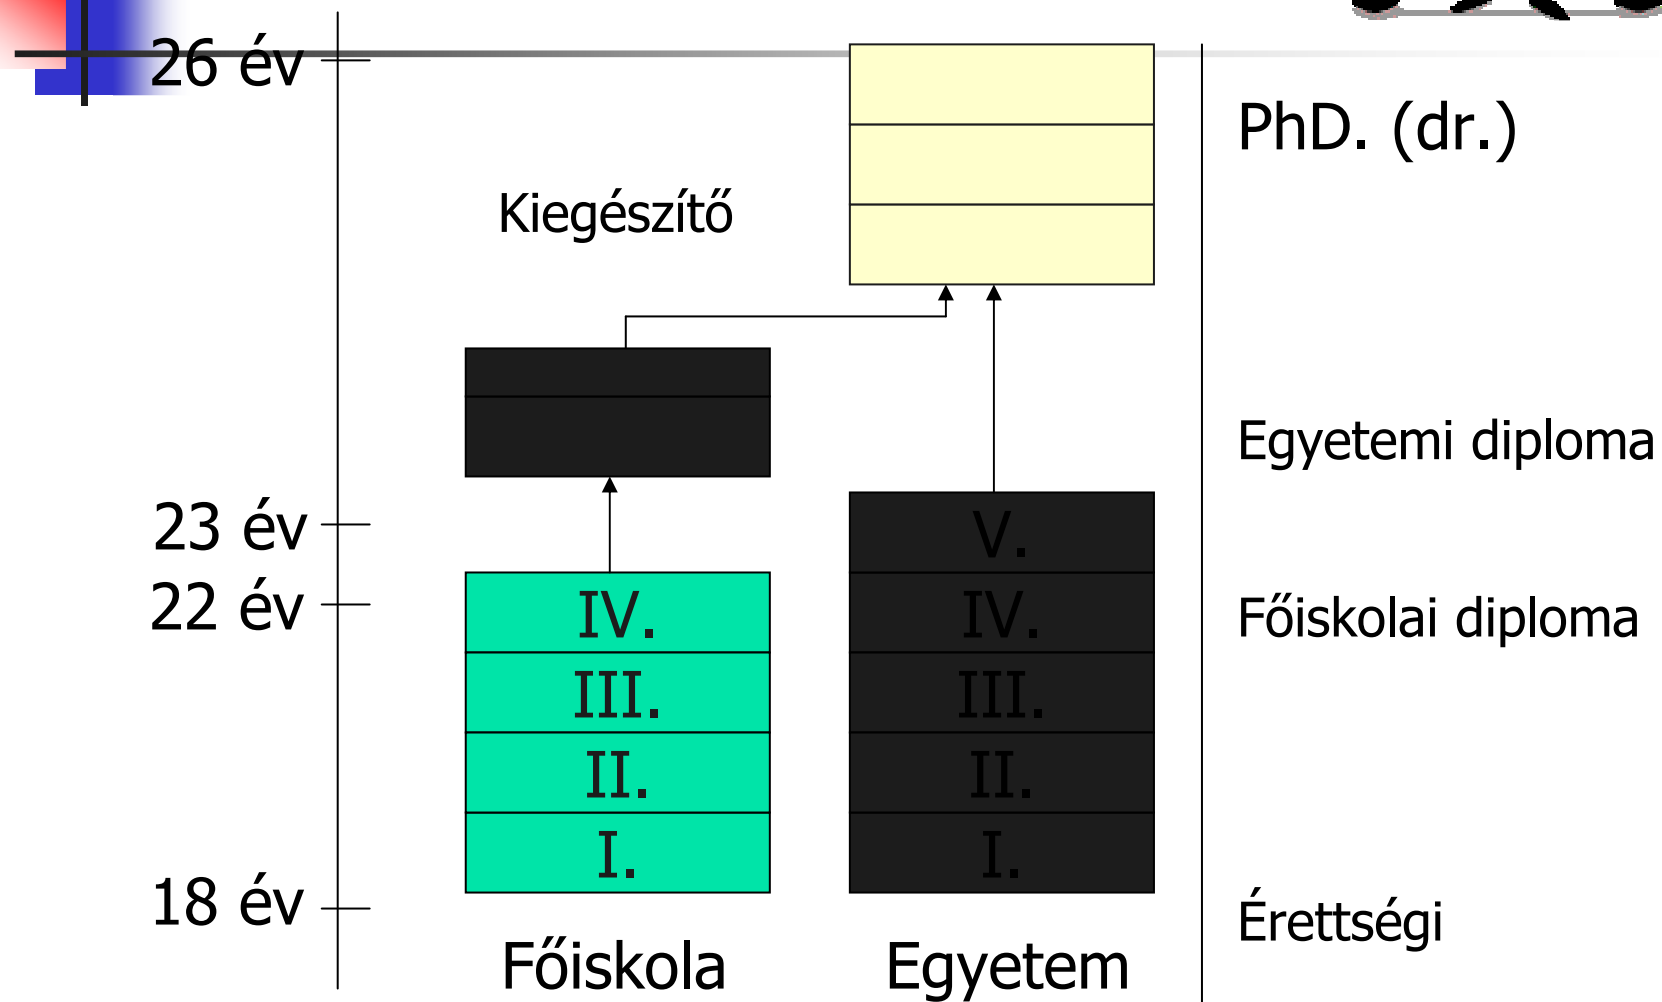 26 év
PhD. (dr.)
Kiegészítő
Egyetemi diploma
23 év
V.
22 év
IV.
IV.
Főiskolai diploma
III.
III.
II.
II.
I.
I.
18 év
Érettségi
Főiskola
Egyetem